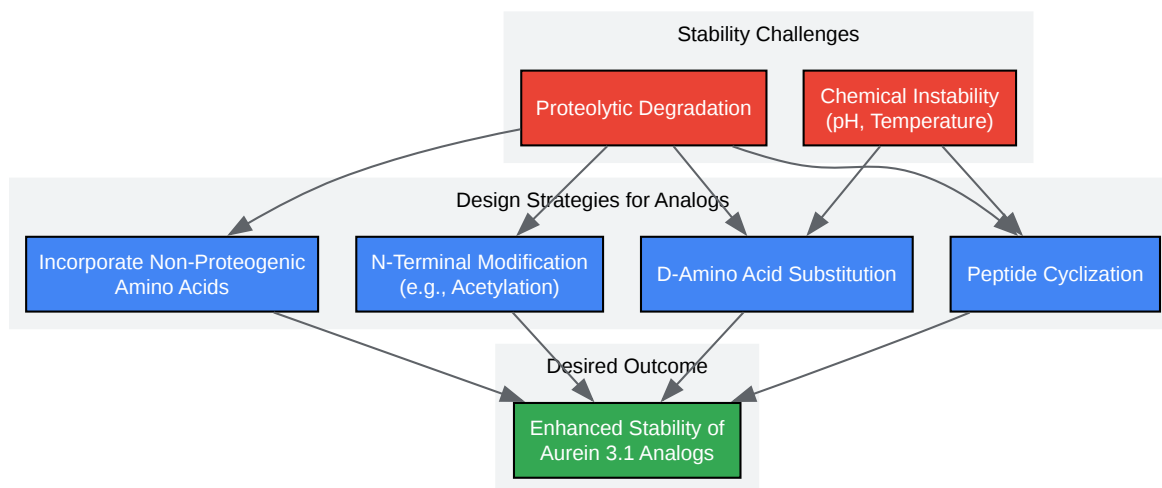 Stability Challenges
Proteolytic Degradation
Chemical Instability
(pH, Temperature)
Design Strategies for Analogs
Incorporate Non-Proteogenic
Amino Acids
N-Terminal Modification
(e.g., Acetylation)
D-Amino Acid Substitution
Peptide Cyclization
Desired Outcome
Enhanced Stability of
Aurein 3.1 Analogs